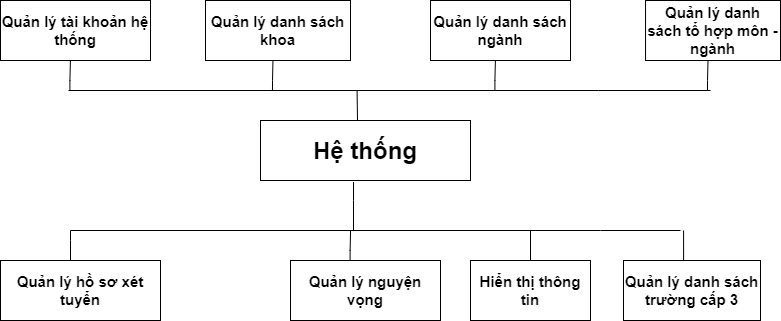 Quản lý tài khoản hệ
thống
Quản lý danh sách
khoa
Quản lý danh sách
ngành
Quản lý danh
sách tổ hợp môn -
ngành
Hệ thống
Quản lý hồ sơ xét
tuyển
Quản lý nguyện
vọng
Hiển thị thông
tin
Quản lý danh sách
trường cấp 3